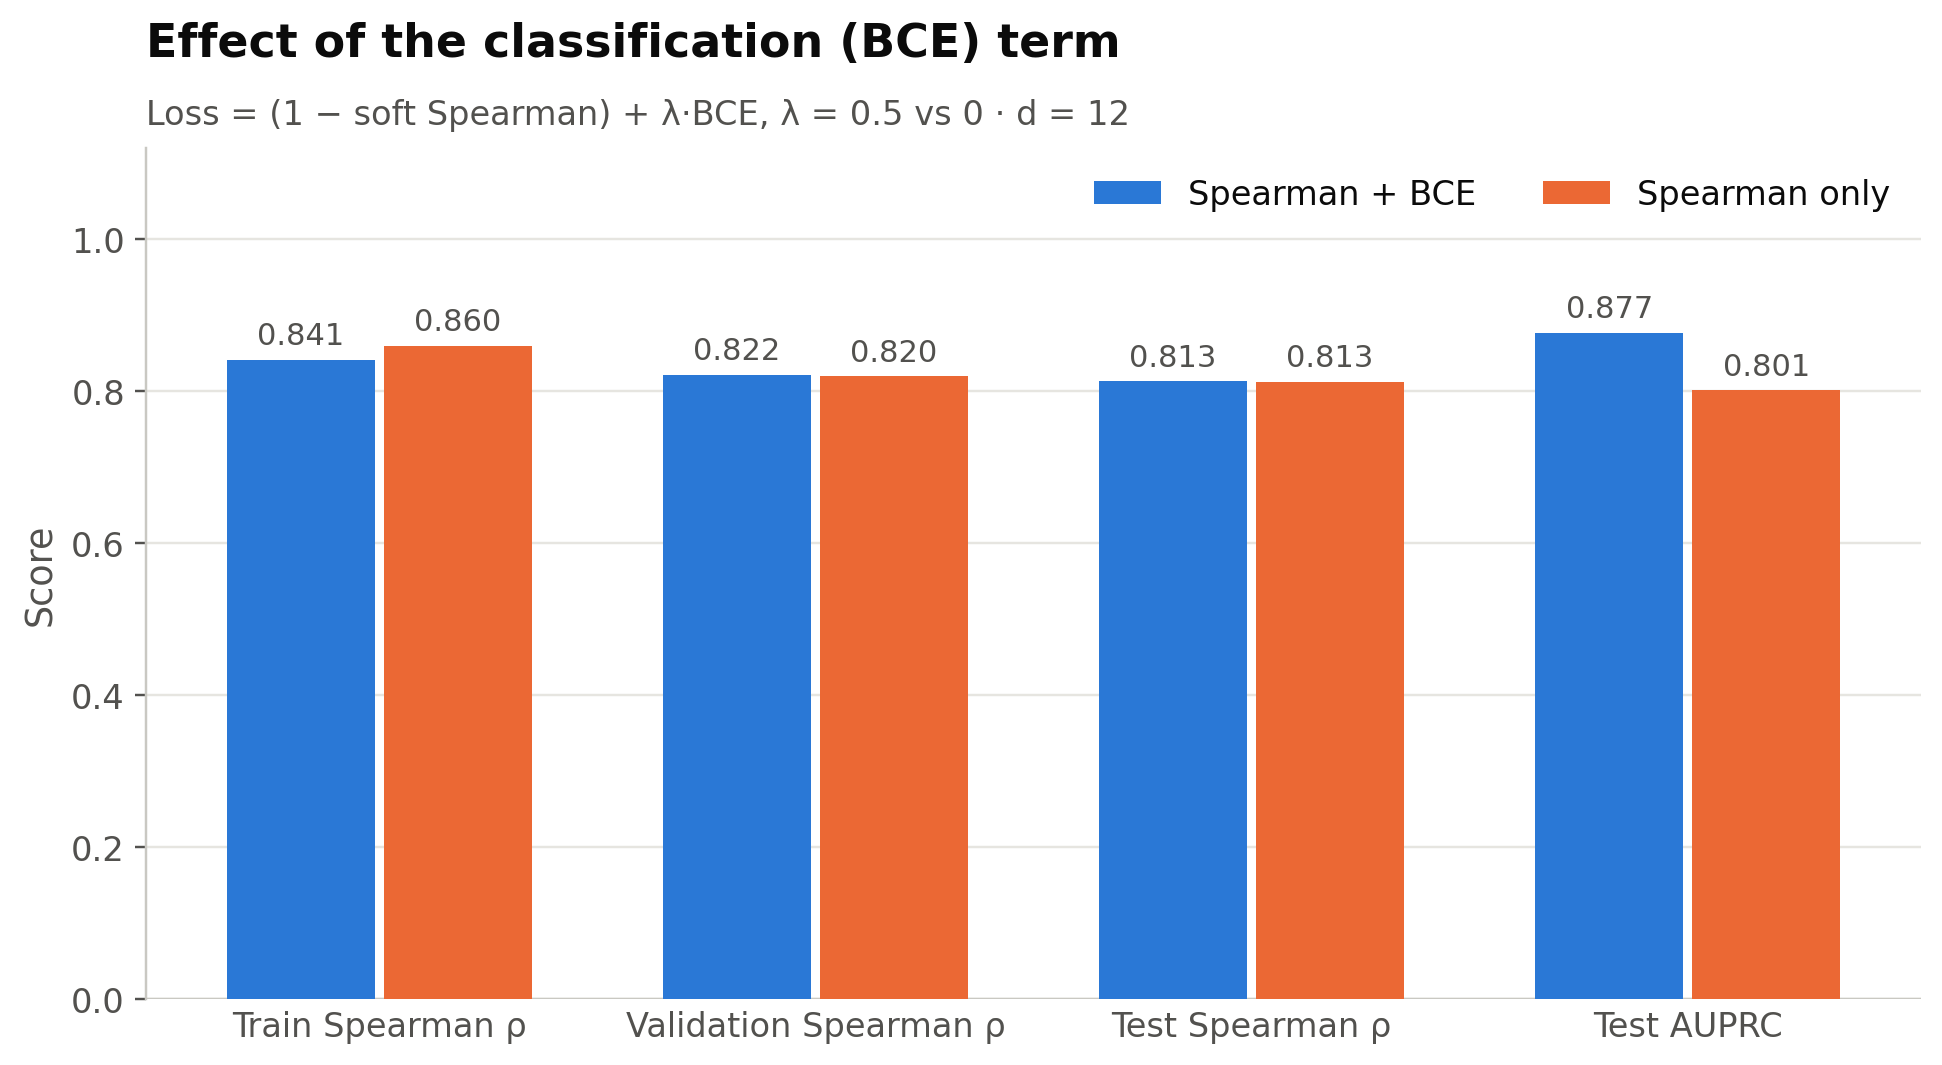 Effect of the classification (BCE) term
Loss = (1 − soft Spearman) + λ·BCE, λ = 0.5 vs 0 · d = 12
Spearman + BCE
Spearman only
Score
1.0
0.8
0.6
0.4
0.2
0.0
0.841
0.860
0.822
0.820
0.813
0.813
0.877
0.801
Train Spearman ρ
Validation Spearman ρ
Test Spearman ρ
Test AUPRC